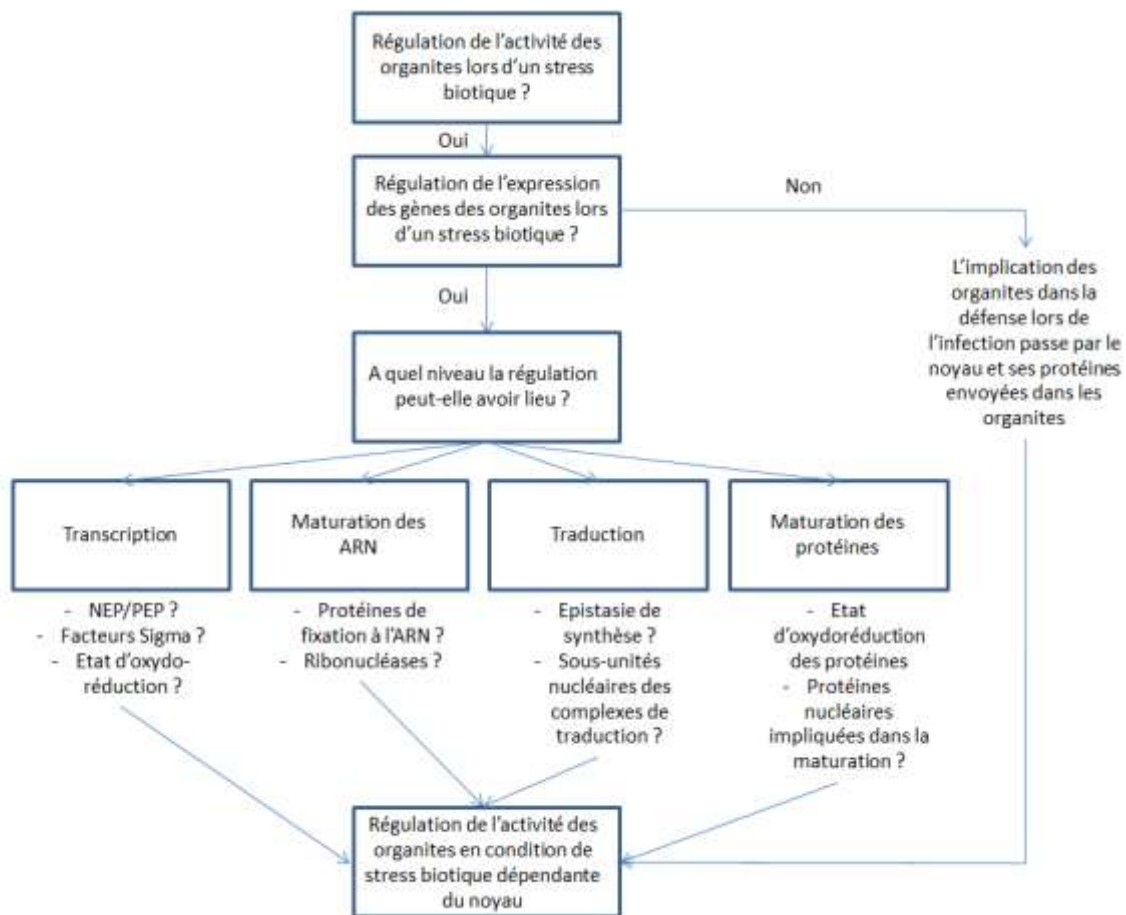 Régulation de l'activité des
organites lors d'un stress
biotique ?
Oui
Régulation de l'expression
des gènes des organites lors
d'un stress biotique ?
Non
Oui
L'implication des
organites dans la
défense lors de
l'infection passe par le
noyau et ses protéines
envoyées dans les
organites
A quel niveau la régulation
peut-elle avoir lieu ?
Transcription
Maturation des
ARN
Traduction
Maturation des
protéines
- NEP/PEP ?
- Facteurs Sigma ?
- Etat d'oxydo-
réduction ?
- Protéines de
fixation à l'ARN ?
- Ribonucléases ?
- Epistasie de
synthèse ?
- Sous-unités
nucléaires des
complexes de
traduction ?
- Etat
d'oxydoréduction
des protéines
- Protéines
nucléaires
impliquées dans la
maturation ?
Régulation de l'activité des
organites en condition de
stress biotique dépendante
du noyau